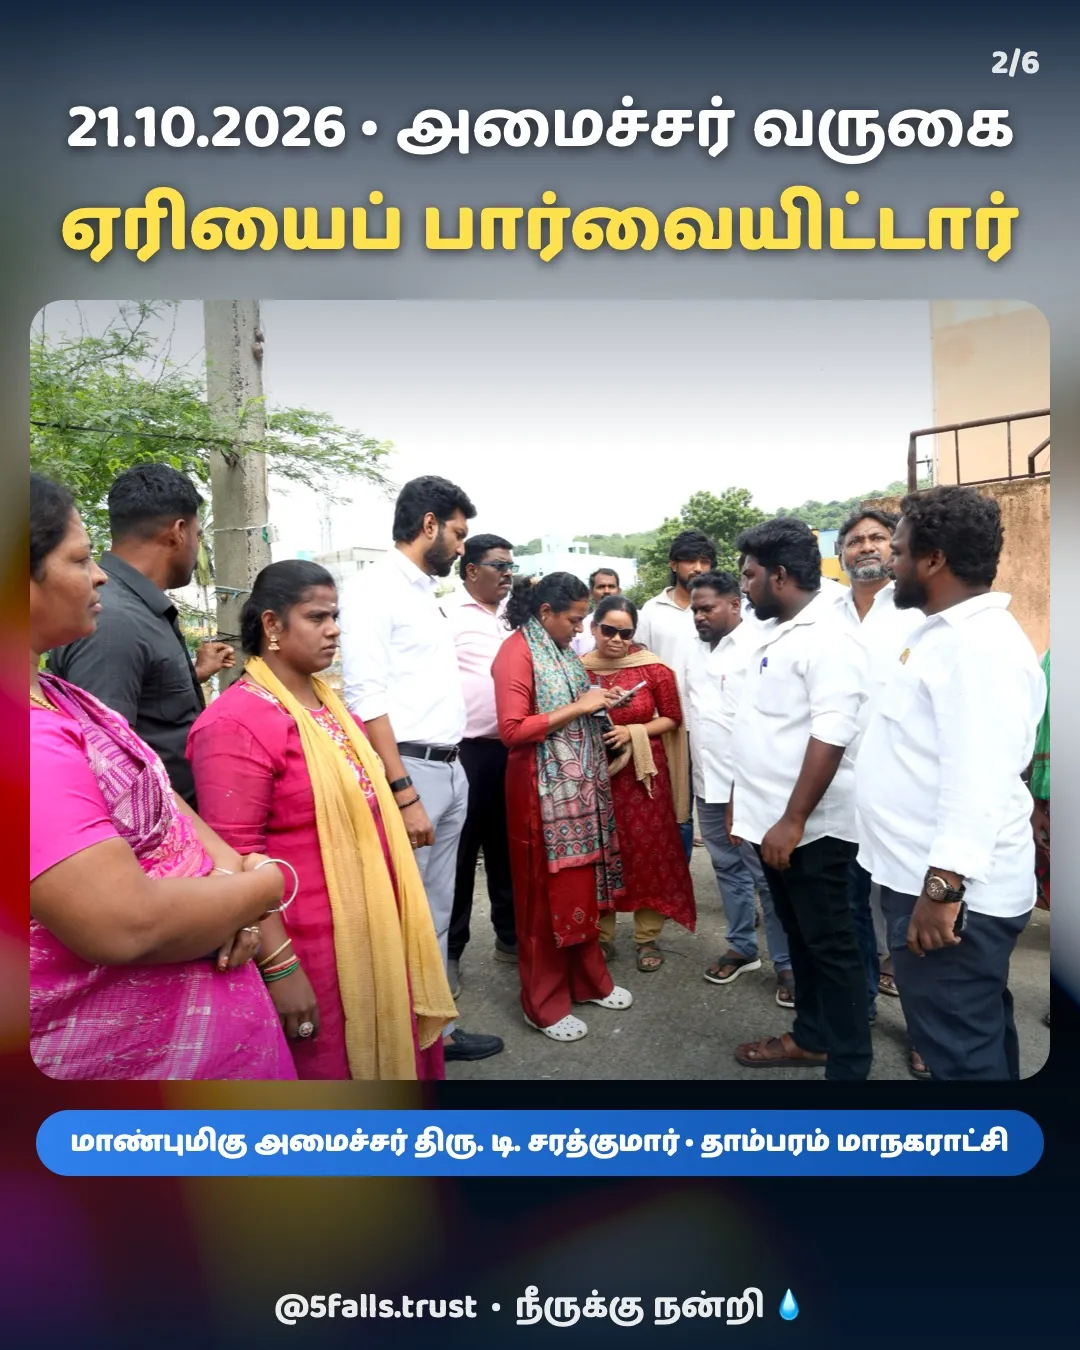 2/6
21.10.2026 • அமைச்சர் வருகை
ஏரியைப் பார்வையிட்டார்
மாண்புமிகு அமைச்சர் திரு. டி. சரத்குமார் • தாம்பரம் மாநகராட்சி
@5falls.trust • நீருக்கு நன்றி 💧